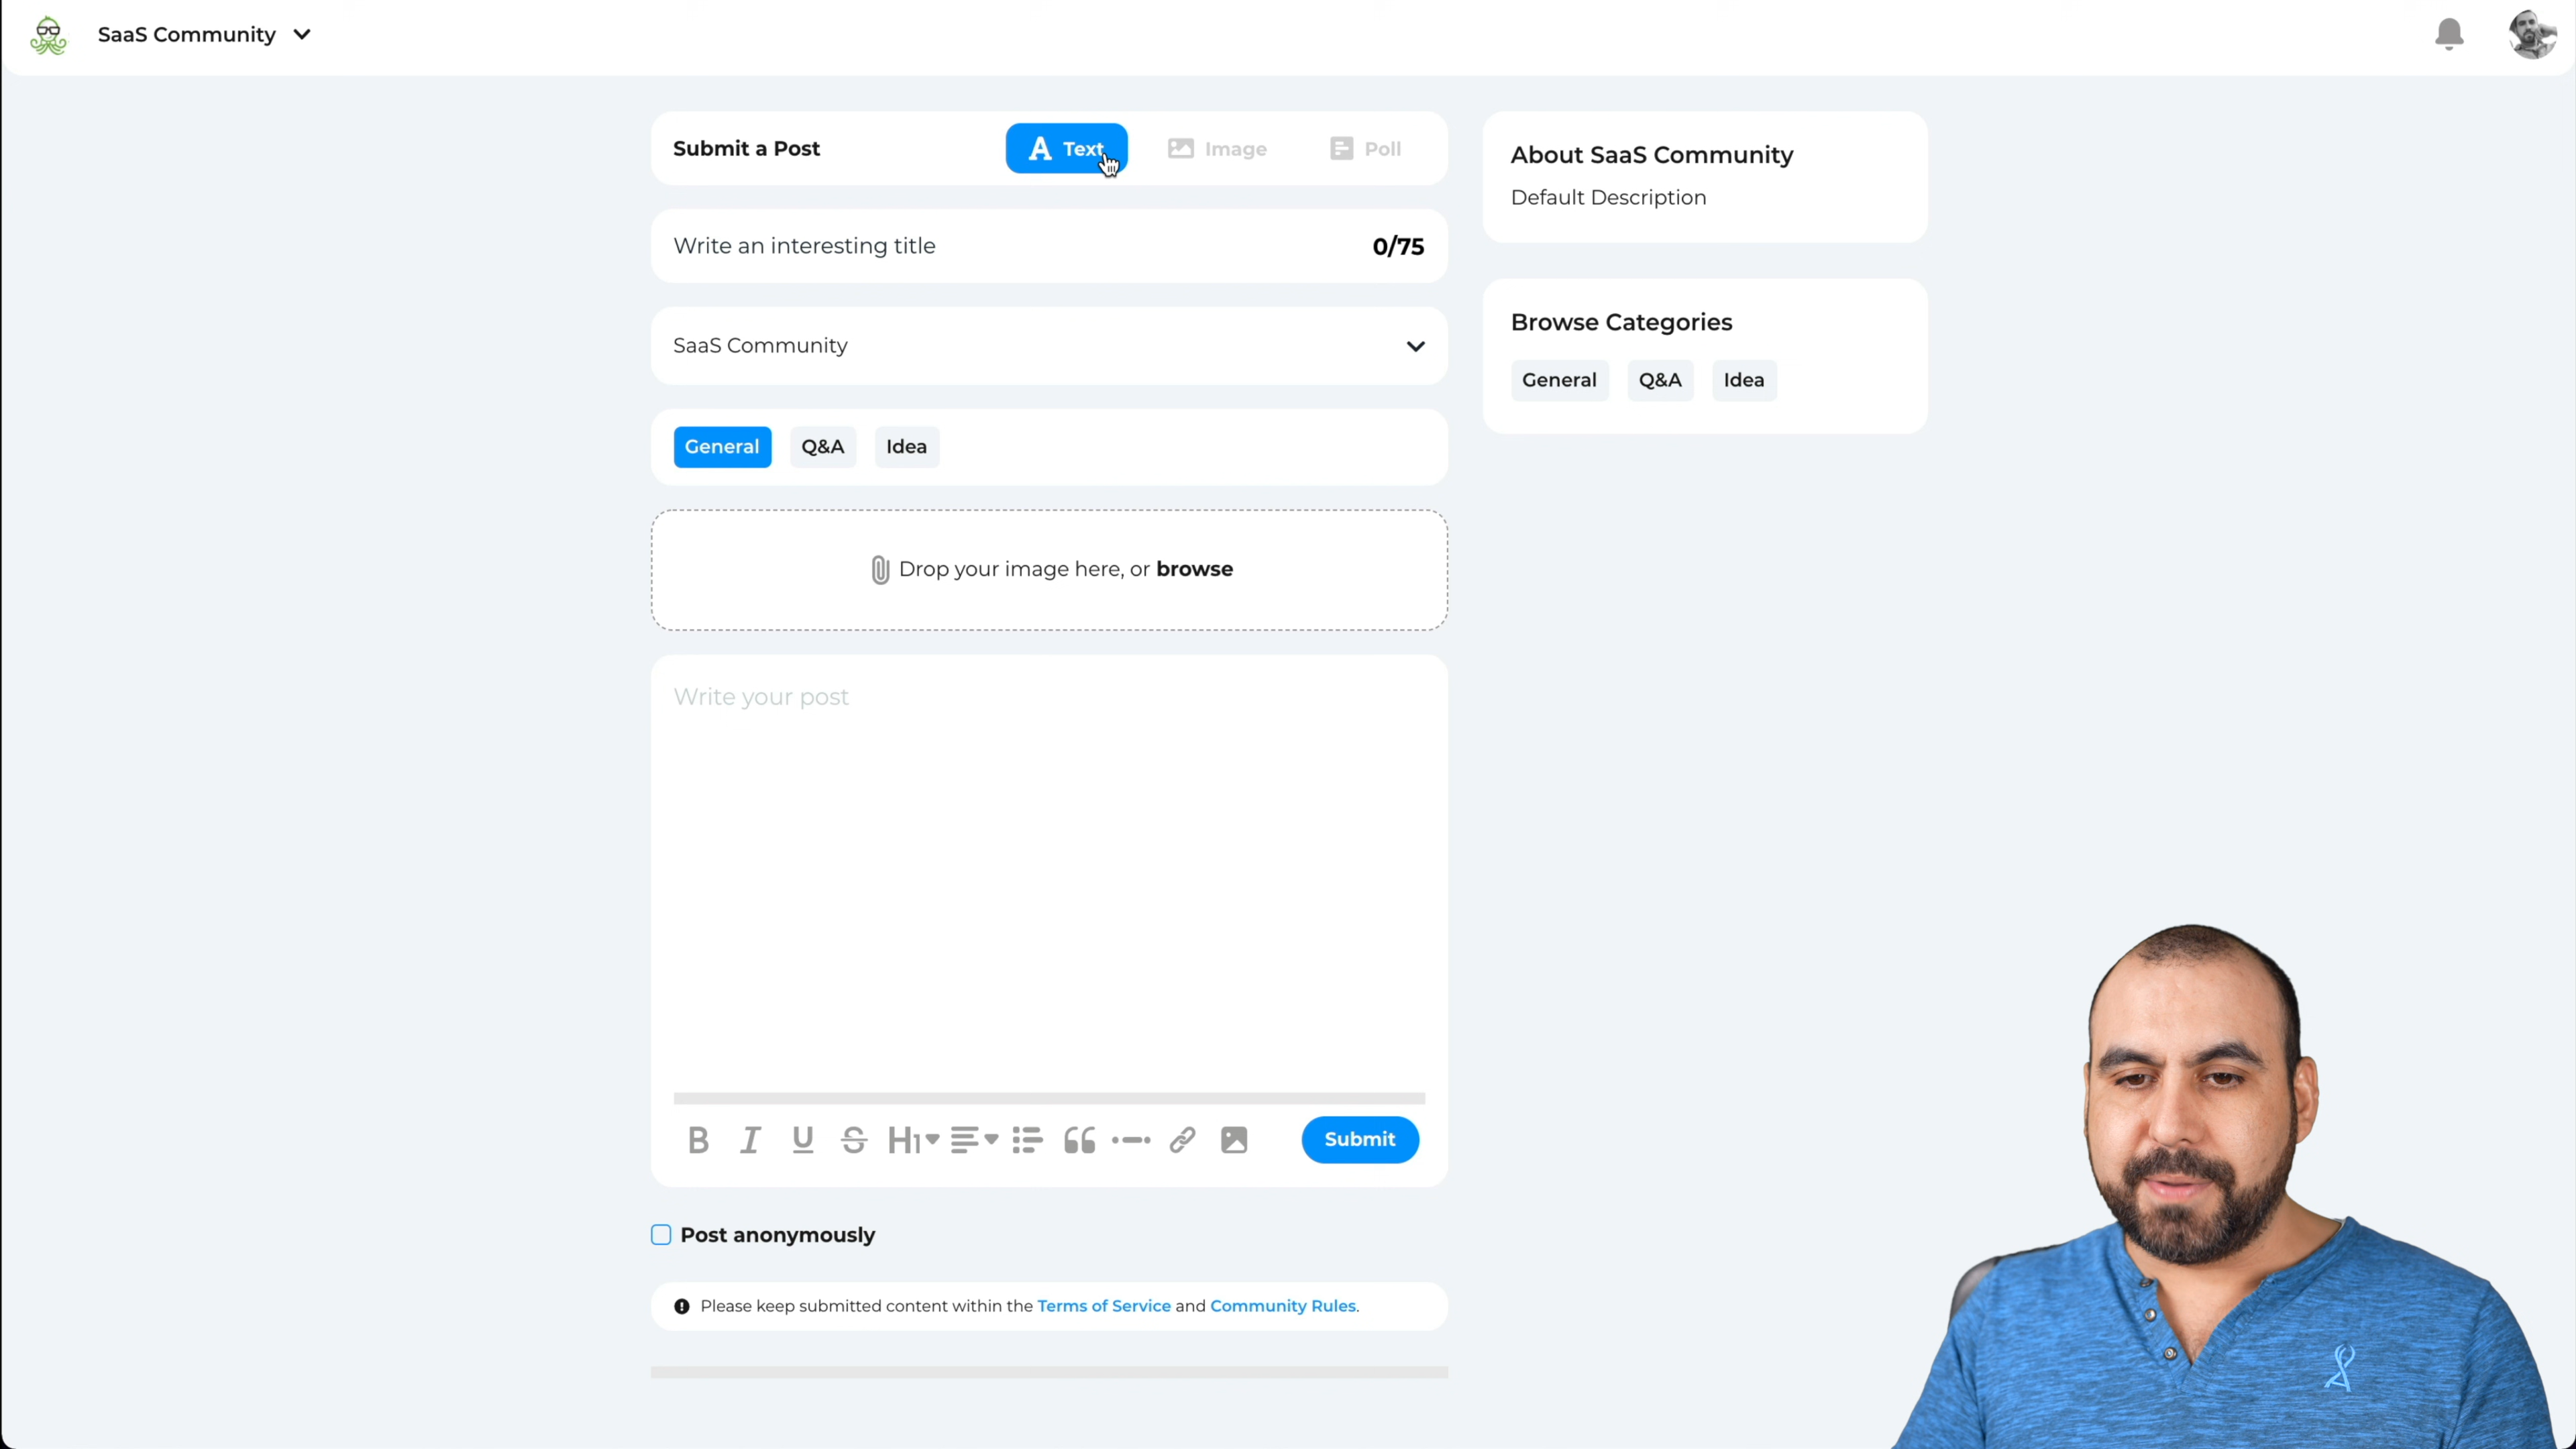 SaaS Community
Submit a Post
Text
Image
Poll
Write an interesting title
0/75
SaaS Community
General
Q&A
Idea
Drop your image here, or browse
Write your post
B I U S H1
Submit
Post anonymously
Please keep submitted content within the Terms of Service and Community Rules.
About SaaS Community
Default Description
Browse Categories
General
Q&A
Idea